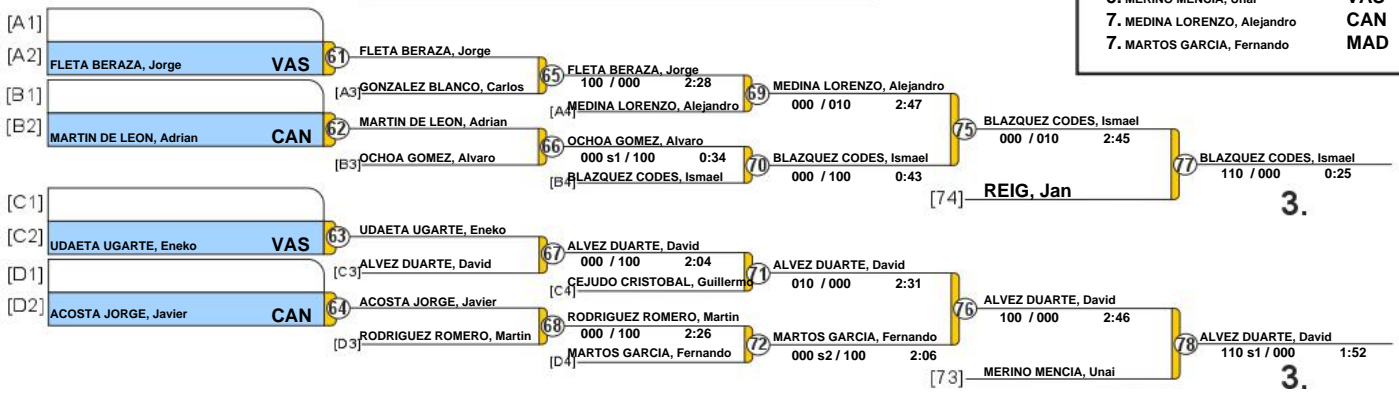 5. MERINO MENCIA, Unai VAS
7. MEDINA LORENZO, Alejandro CAN
7. MARTOS GARCIA, Fernando MAD
[A1]
[A2] FLETA BERAZA, Jorge VAS 61 FLETA BERAZA, Jorge
[A3] GONZALEZ BLANCO, Carlos 65 FLETA BERAZA, Jorge
100 / 000 2:28
[A4] MEDINA LORENZO, Alejandro 69 MEDINA LORENZO, Alejandro
000 / 010 2:47
[B1]
[B2] MARTIN DE LEON, Adrian CAN 62 MARTIN DE LEON, Adrian
[B3] OCHOA GOMEZ, Alvaro 66 OCHOA GOMEZ, Alvaro
000 s1 / 100 0:34
[B4] BLAZQUEZ CODES, Ismael 70 BLAZQUEZ CODES, Ismael
000 / 100 0:43
75 BLAZQUEZ CODES, Ismael
000 / 010 2:45
[74] REIG, Jan
77 BLAZQUEZ CODES, Ismael
110 / 000 0:25
3.
[C1]
[C2] UDAETA UGARTE, Eneko VAS 63 UDAETA UGARTE, Eneko
[C3] ALVEZ DUARTE, David 67 ALVEZ DUARTE, David
000 / 100 2:04
[C4] CEJUDO CRISTOBAL, Guillermo 71 ALVEZ DUARTE, David
010 / 000 2:31
[D1]
[D2] ACOSTA JORGE, Javier CAN 64 ACOSTA JORGE, Javier
[D3] RODRIGUEZ ROMERO, Martin 68 RODRIGUEZ ROMERO, Martin
000 / 100 2:26
[D4] MARTOS GARCIA, Fernando 72 MARTOS GARCIA, Fernando
000 s2 / 100 2:06
76 ALVEZ DUARTE, David
100 / 000 2:46
[73] MERINO MENCIA, Unai
78 ALVEZ DUARTE, David
110 s1 / 000 1:52
3.